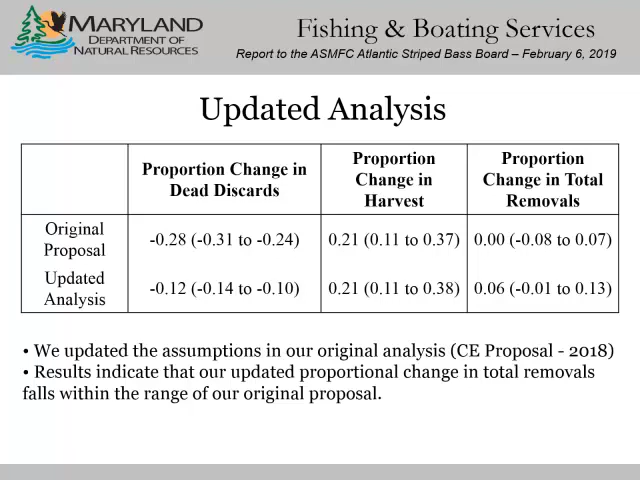 MARYLAND
DEPARTMENT OF
NATURAL RESOURCES
Fishing & Boating Services
Report to the ASMFC Atlantic Striped Bass Board – February 6, 2019
Updated Analysis
Proportion Change in
Dead Discards
Proportion
Change in
Harvest
Proportion
Change in Total
Removals
Original
Proposal
-0.28 (-0.31 to -0.24)
0.21 (0.11 to 0.37)
0.00 (-0.08 to 0.07)
Updated
Analysis
-0.12 (-0.14 to -0.10)
0.21 (0.11 to 0.38)
0.06 (-0.01 to 0.13)
• We updated the assumptions in our original analysis (CE Proposal - 2018)
• Results indicate that our updated proportional change in total removals
falls within the range of our original proposal.